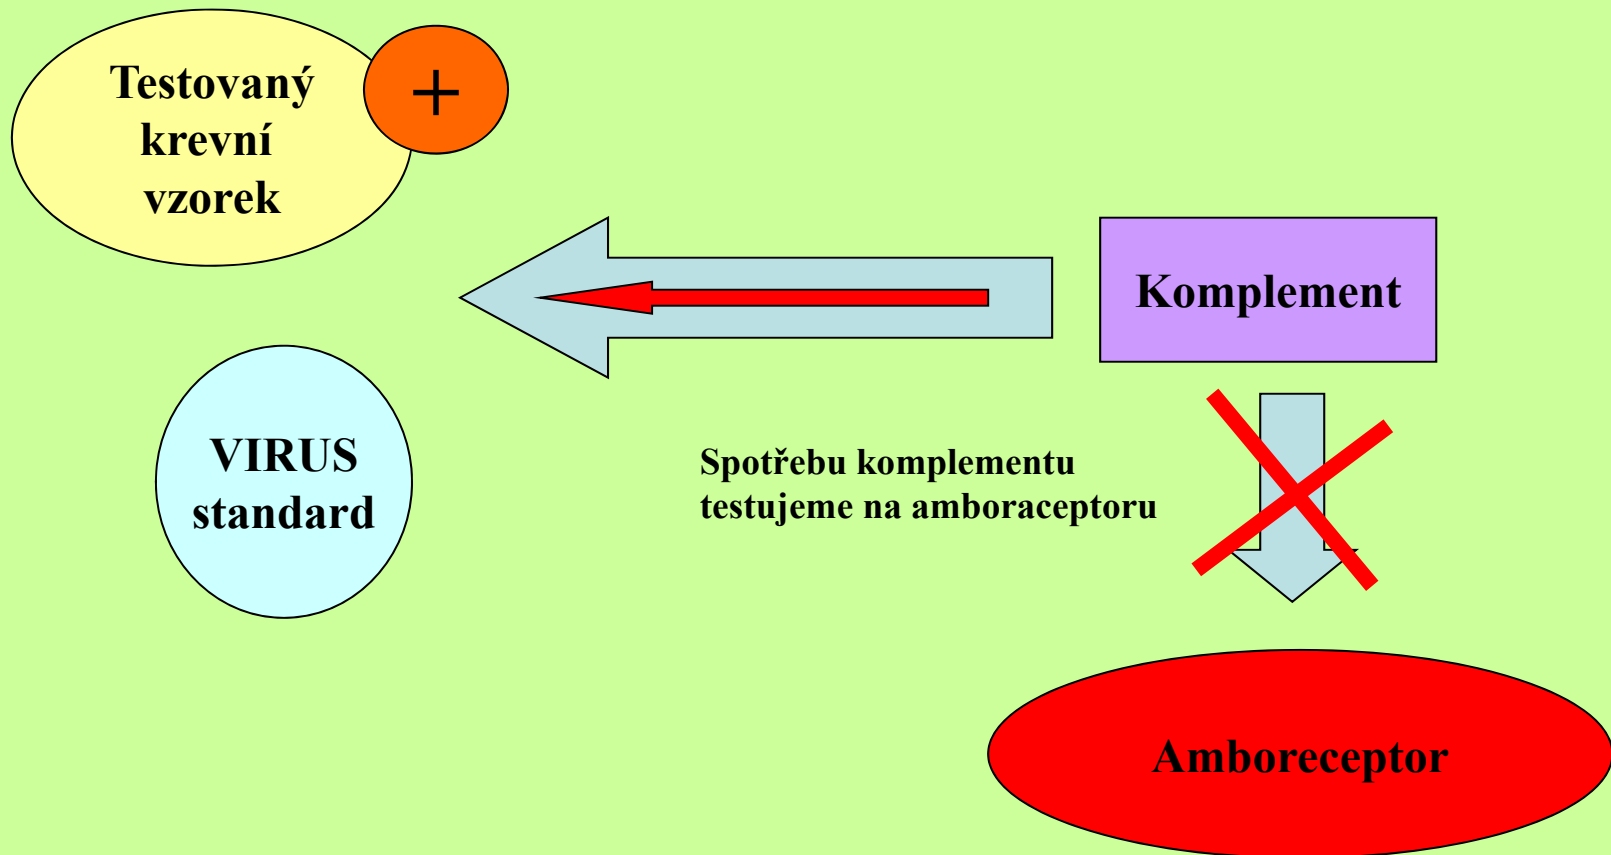 Testovaný
krevní
vzorek
+
Komplement
VIRUS
standard
Spotřebu komplementu
testujeme na amboraceptoru
Amboreceptor